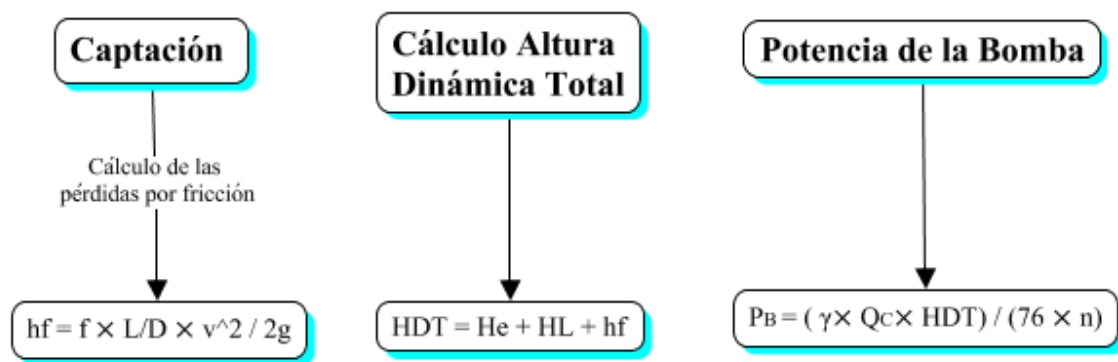 Captación
Cálculo de las
pérdidas por fricción
hf = f × L/D × v^2 / 2g
Cálculo Altura
Dinámica Total
HDT = He + HL + hf
Potencia de la Bomba
PB = ( γ× QC× HDT) / (76 × n)